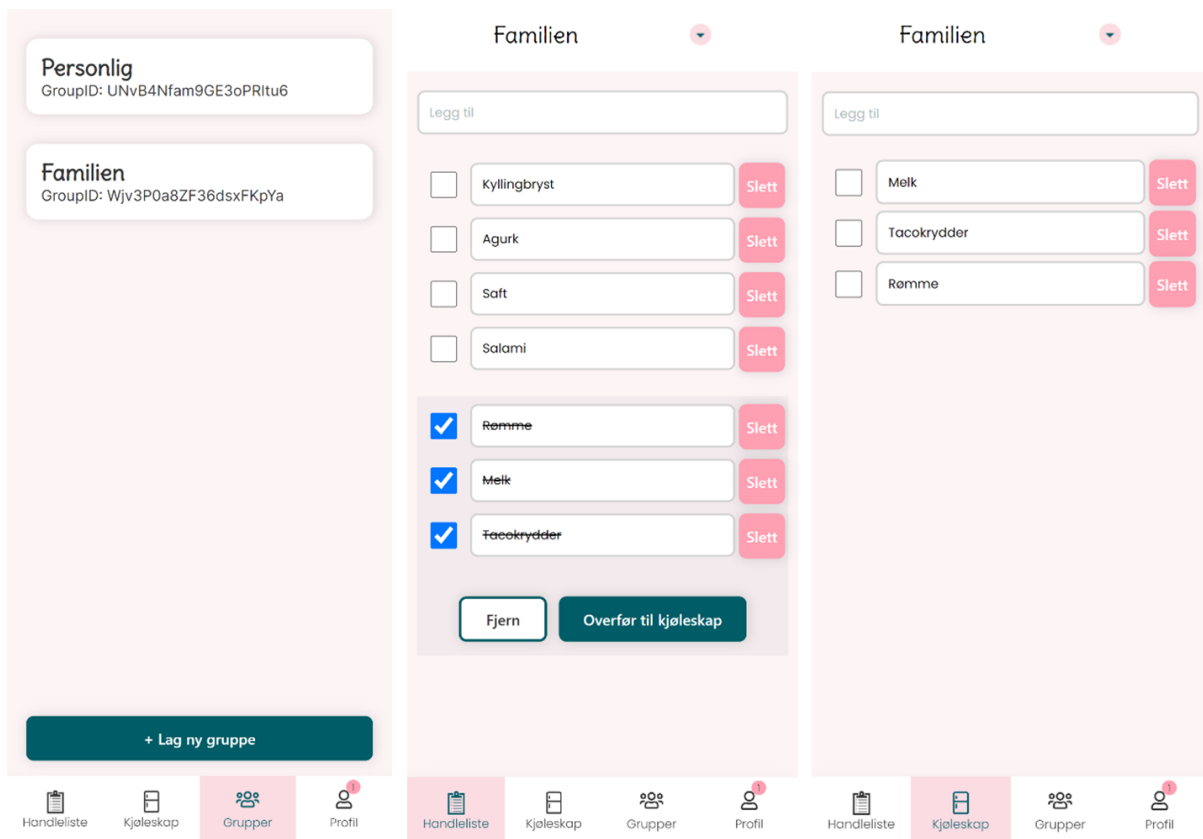 Personlig
GroupID: UNvB4Nfam9GE3oPRltu6
Familien
GroupID: Wjv3P0a8ZF36dsxFKpYa
+ Lag ny gruppe
Handleliste
Kjøleskap
Grupper
1
Profil
Familien
Legg til
Kyllingbryst
Slett
Agurk
Slett
Saft
Slett
Salami
Slett
Rømme
Slett
Melk
Slett
Tacokrydder
Slett
Fjern
Overfør til kjøleskap
Handleliste
Kjøleskap
Grupper
1
Profil
Familien
Legg til
Melk
Slett
Tacokrydder
Slett
Rømme
Slett
Handleliste
Kjøleskap
Grupper
1
Profil